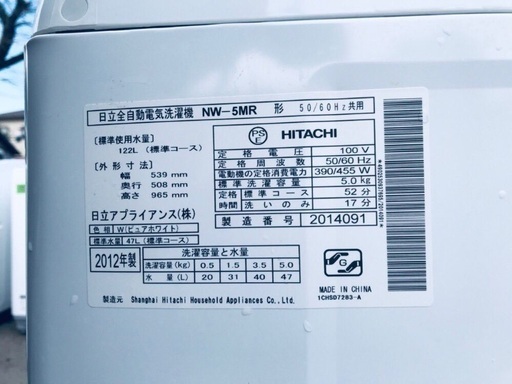 日立全自動電気洗濯機 NW-5MR 形 50/60Hz共用
[標準使用水量]
122L (標準コース)
[外形寸法]
幅 539 mm
奥行 508 mm
高さ 965 mm
日立アプライアンス(株)
色相 W(ピュアホワイト)
標準水量 47L(標準コース)
PS
E
HITACHI
定格電圧 100 V
定格周波数 50/60 Hz
電動機の定格消費電力 390/455 W
標準洗濯容量 5.0 kg
定格 標準コース 52 分
時間 洗いのみ 17 分
製造番号 2014091
2012年製
洗濯容量と水量
洗濯容量(kg) 0.5 1.5 3.5 5.0
水量(L) 20 31 40 47
製造元 Shanghai Hitachi Household Appliances Co.,Ltd.
1CHSD7283-A